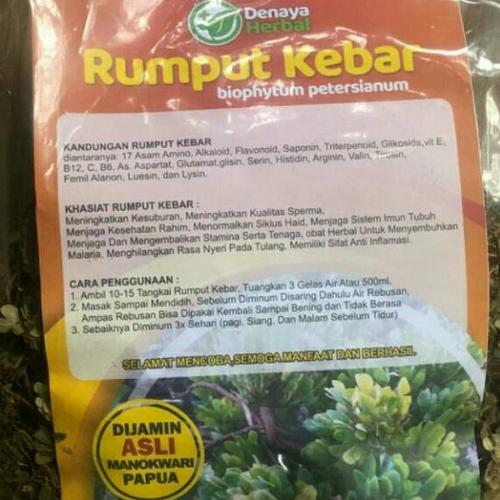 Denaya
Herbal
Rumput Kebar
biophytum petersianum
KANDUNGAN RUMPUT KEBAR
diantaranya: 17 Asam Amino, Alkaloid, Flavonoid, Saponin, Triterpenoid, Glikosida,vit E,
B12, C, B6, As. Aspartat, Glutamat,glisin, Serin, Histidin, Arginin, Valin, Tirosin,
Femil Alanon, Luesin, dan Lysin.
KHASIAT RUMPUT KEBAR :
Meningkatkan Kesuburan, Meningkatkan Kualitas Sperma,
Menjaga Kesehatan Rahim, Menormalkan Siklus Haid, Menjaga Sistem Imun Tubuh
Menjaga Dan Mengembalikan Stamina Serta Tenaga, obat Herbal Untuk Menyembuhkan
Malaria, Menghilangkan Rasa Nyeri Pada Tulang, Memiliki Sifat Anti Inflamasi.
CARA PENGGUNAAN :
1. Ambil 10-15 Tangkai Rumput Kebar, Tuangkan 3 Gelas Air Atau 500ml.
2. Masak Sampai Mendidih, Sebelum Diminum Disaring Dahulu Air Rebusan,
Ampas Rebusan Bisa Dipakai Kembali Sampai Bening dan Tidak Berasa
3. Sebaiknya Diminum 3x Sehari (pagi, Siang, Dan Malam Sebelum Tidur)
SELAMAT MENCOBA,SEMOGA MANFAAT DAN BERHASIL.
DIJAMIN
ASLI
MANOKWARI
PAPUA